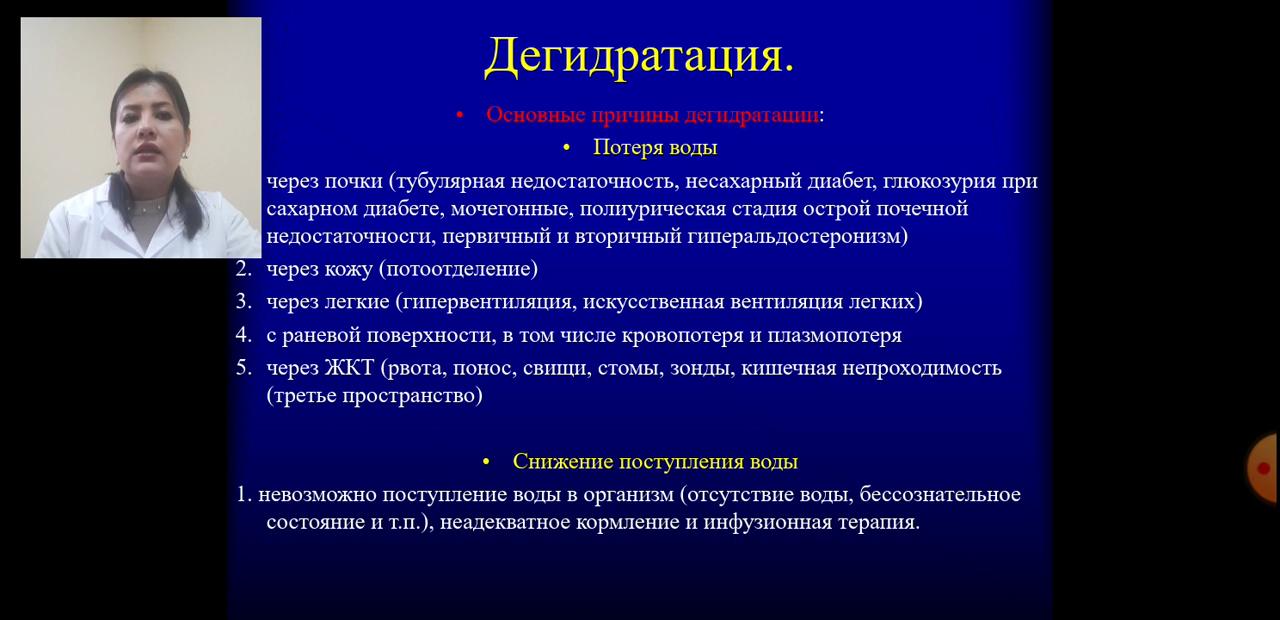 Дегидратация.
• Основные причины дегидратации:
• Потеря воды
через почки (тубулярная недостаточность, несахарный диабет, глюкозурия при
сахарном диабете, мочегонные, полиурическая стадия острой почечной
недостаточносги, первичный и вторичный гиперальдостеронизм)
2. через кожу (потоотделение)
3. через легкие (гипервентиляция, искусственная вентиляция легких)
4. с раневой поверхности, в том числе кровопотеря и плазмопотеря
5. через ЖКТ (рвота, понос, свищи, стомы, зонды, кишечная непроходимость
(третье пространство)
• Снижение поступления воды
1. невозможно поступление воды в организм (отсутствие воды, бессознательное
состояние и т.п.), неадекватное кормление и инфузионная терапия.